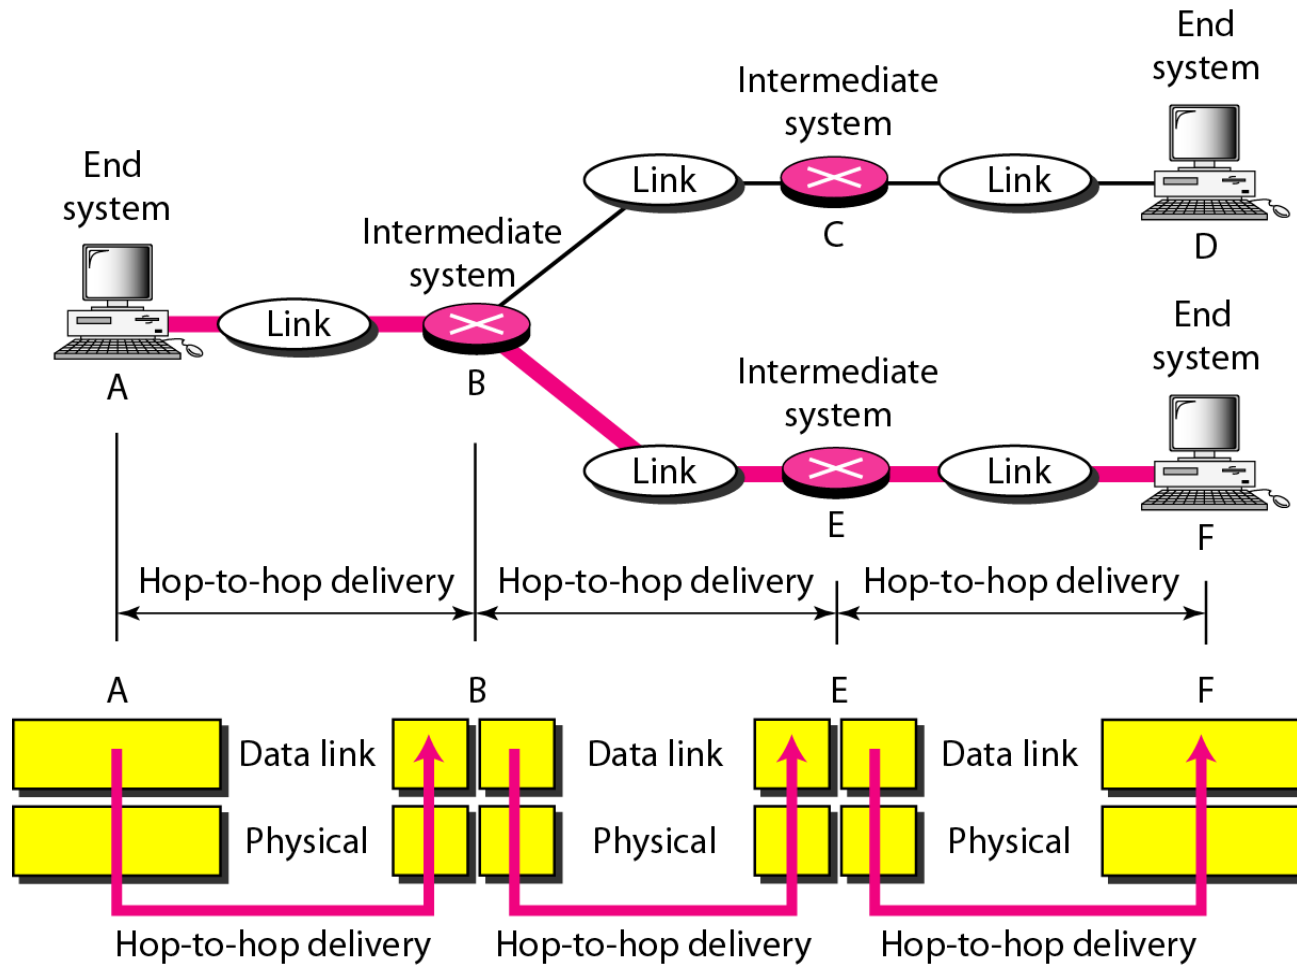 End
system
Intermediate
system
End
system
Link
Link
C
D
Intermediate
system
Link
A
B
End
system
Intermediate
system
Link
Link
E
F
Hop-to-hop delivery
Hop-to-hop delivery
Hop-to-hop delivery
A
B
E
F
Data link
Data link
Data link
Physical
Physical
Physical
Hop-to-hop delivery
Hop-to-hop delivery
Hop-to-hop delivery